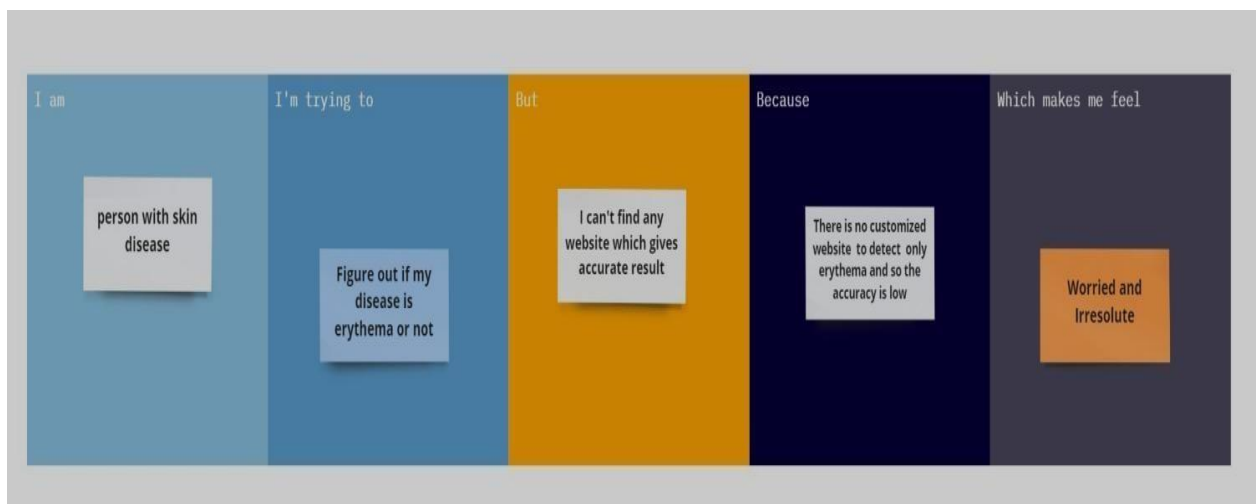 I am
person with skin
disease
I'm trying to
Figure out if my
disease is
erythema or not
But
I can't find any
website which gives
accurate result
Because
There is no customized
website to detect only
erythema and so the
accuracy is low
Which makes me feel
Worried and
Irresolute